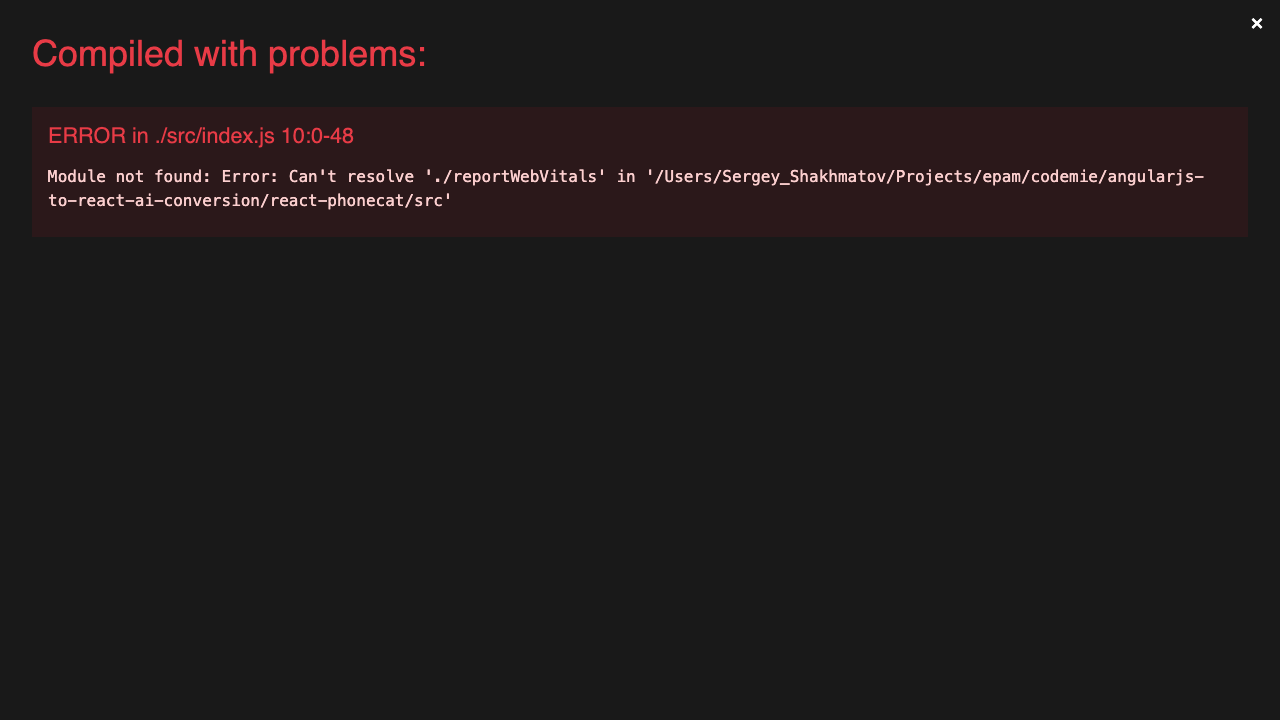 ×
Compiled with problems:
ERROR in ./src/index.js 10:0-48
Module not found: Error: Can't resolve './reportWebVitals' in '/Users/Sergey_Shakhmatov/Projects/epam/codemie/angularjs-
to-react-ai-conversion/react-phonecat/src'